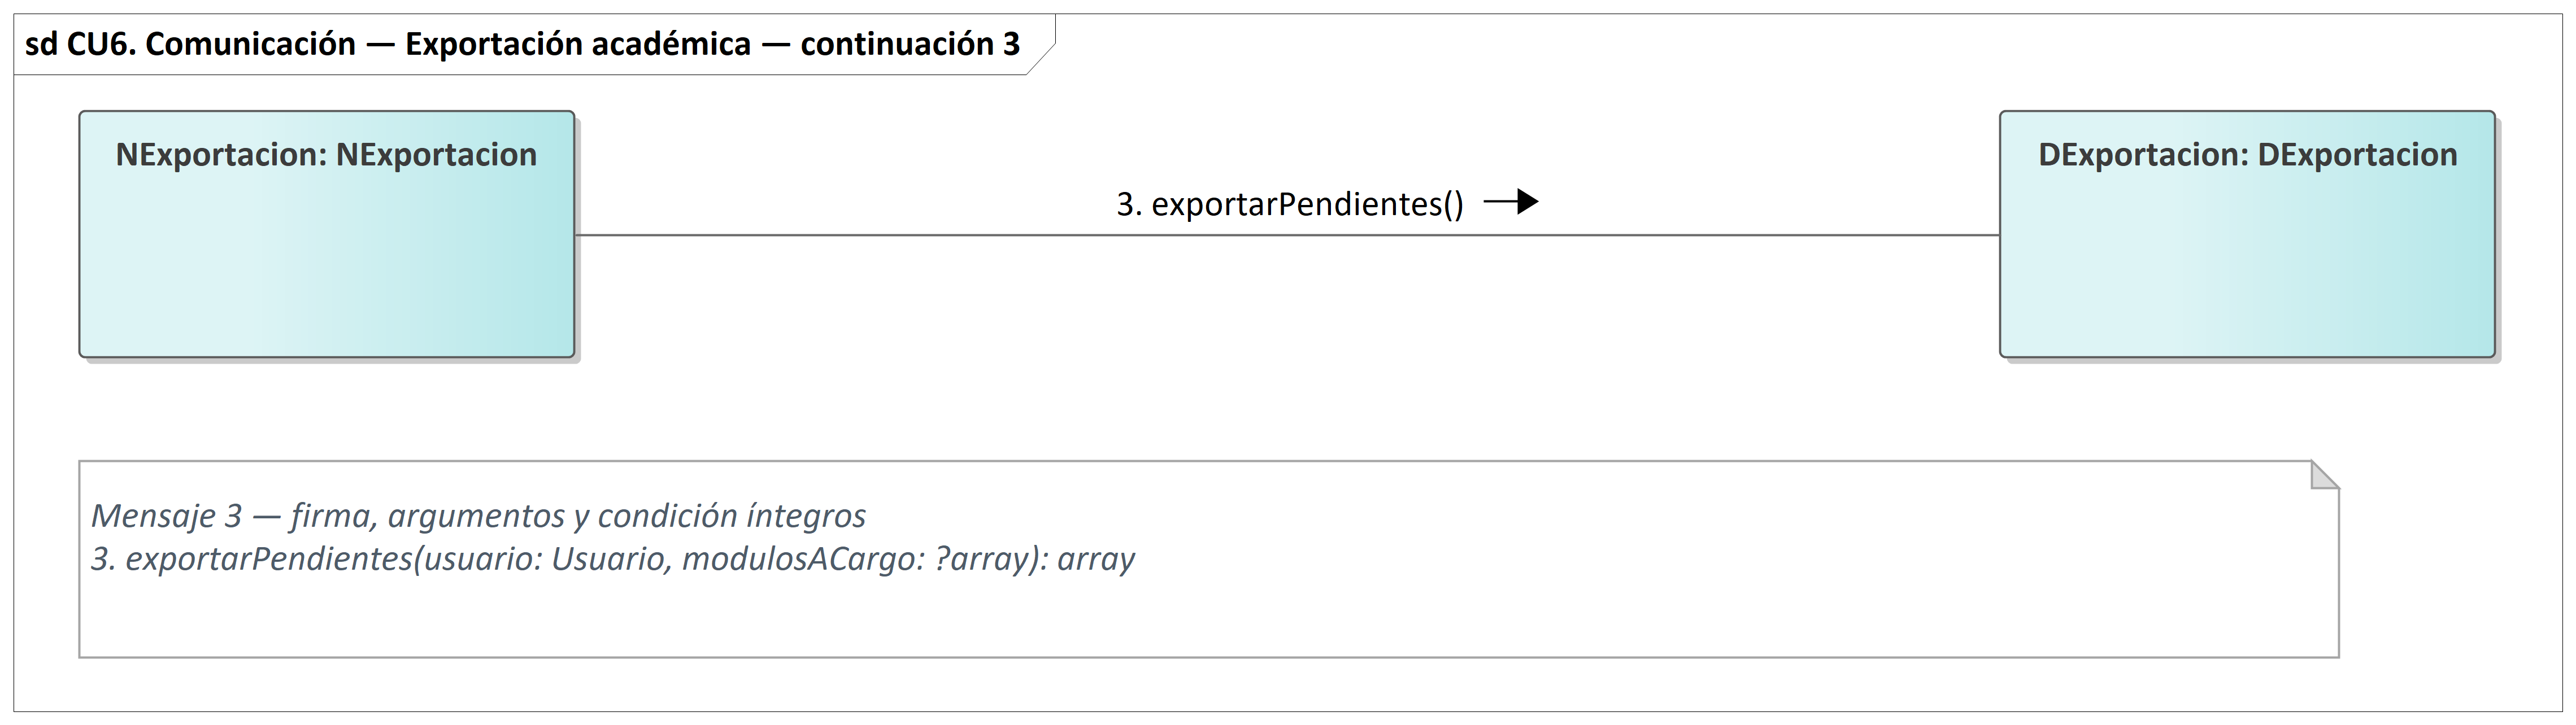 sd CU6. Comunicación — Exportación académica — continuación 3
NExportacion: NExportacion
DExportacion: DExportacion
3. exportarPendientes()
Mensaje 3 — firma, argumentos y condición íntegros
3. exportarPendientes(usuario: Usuario, modulosACargo: ?array): array